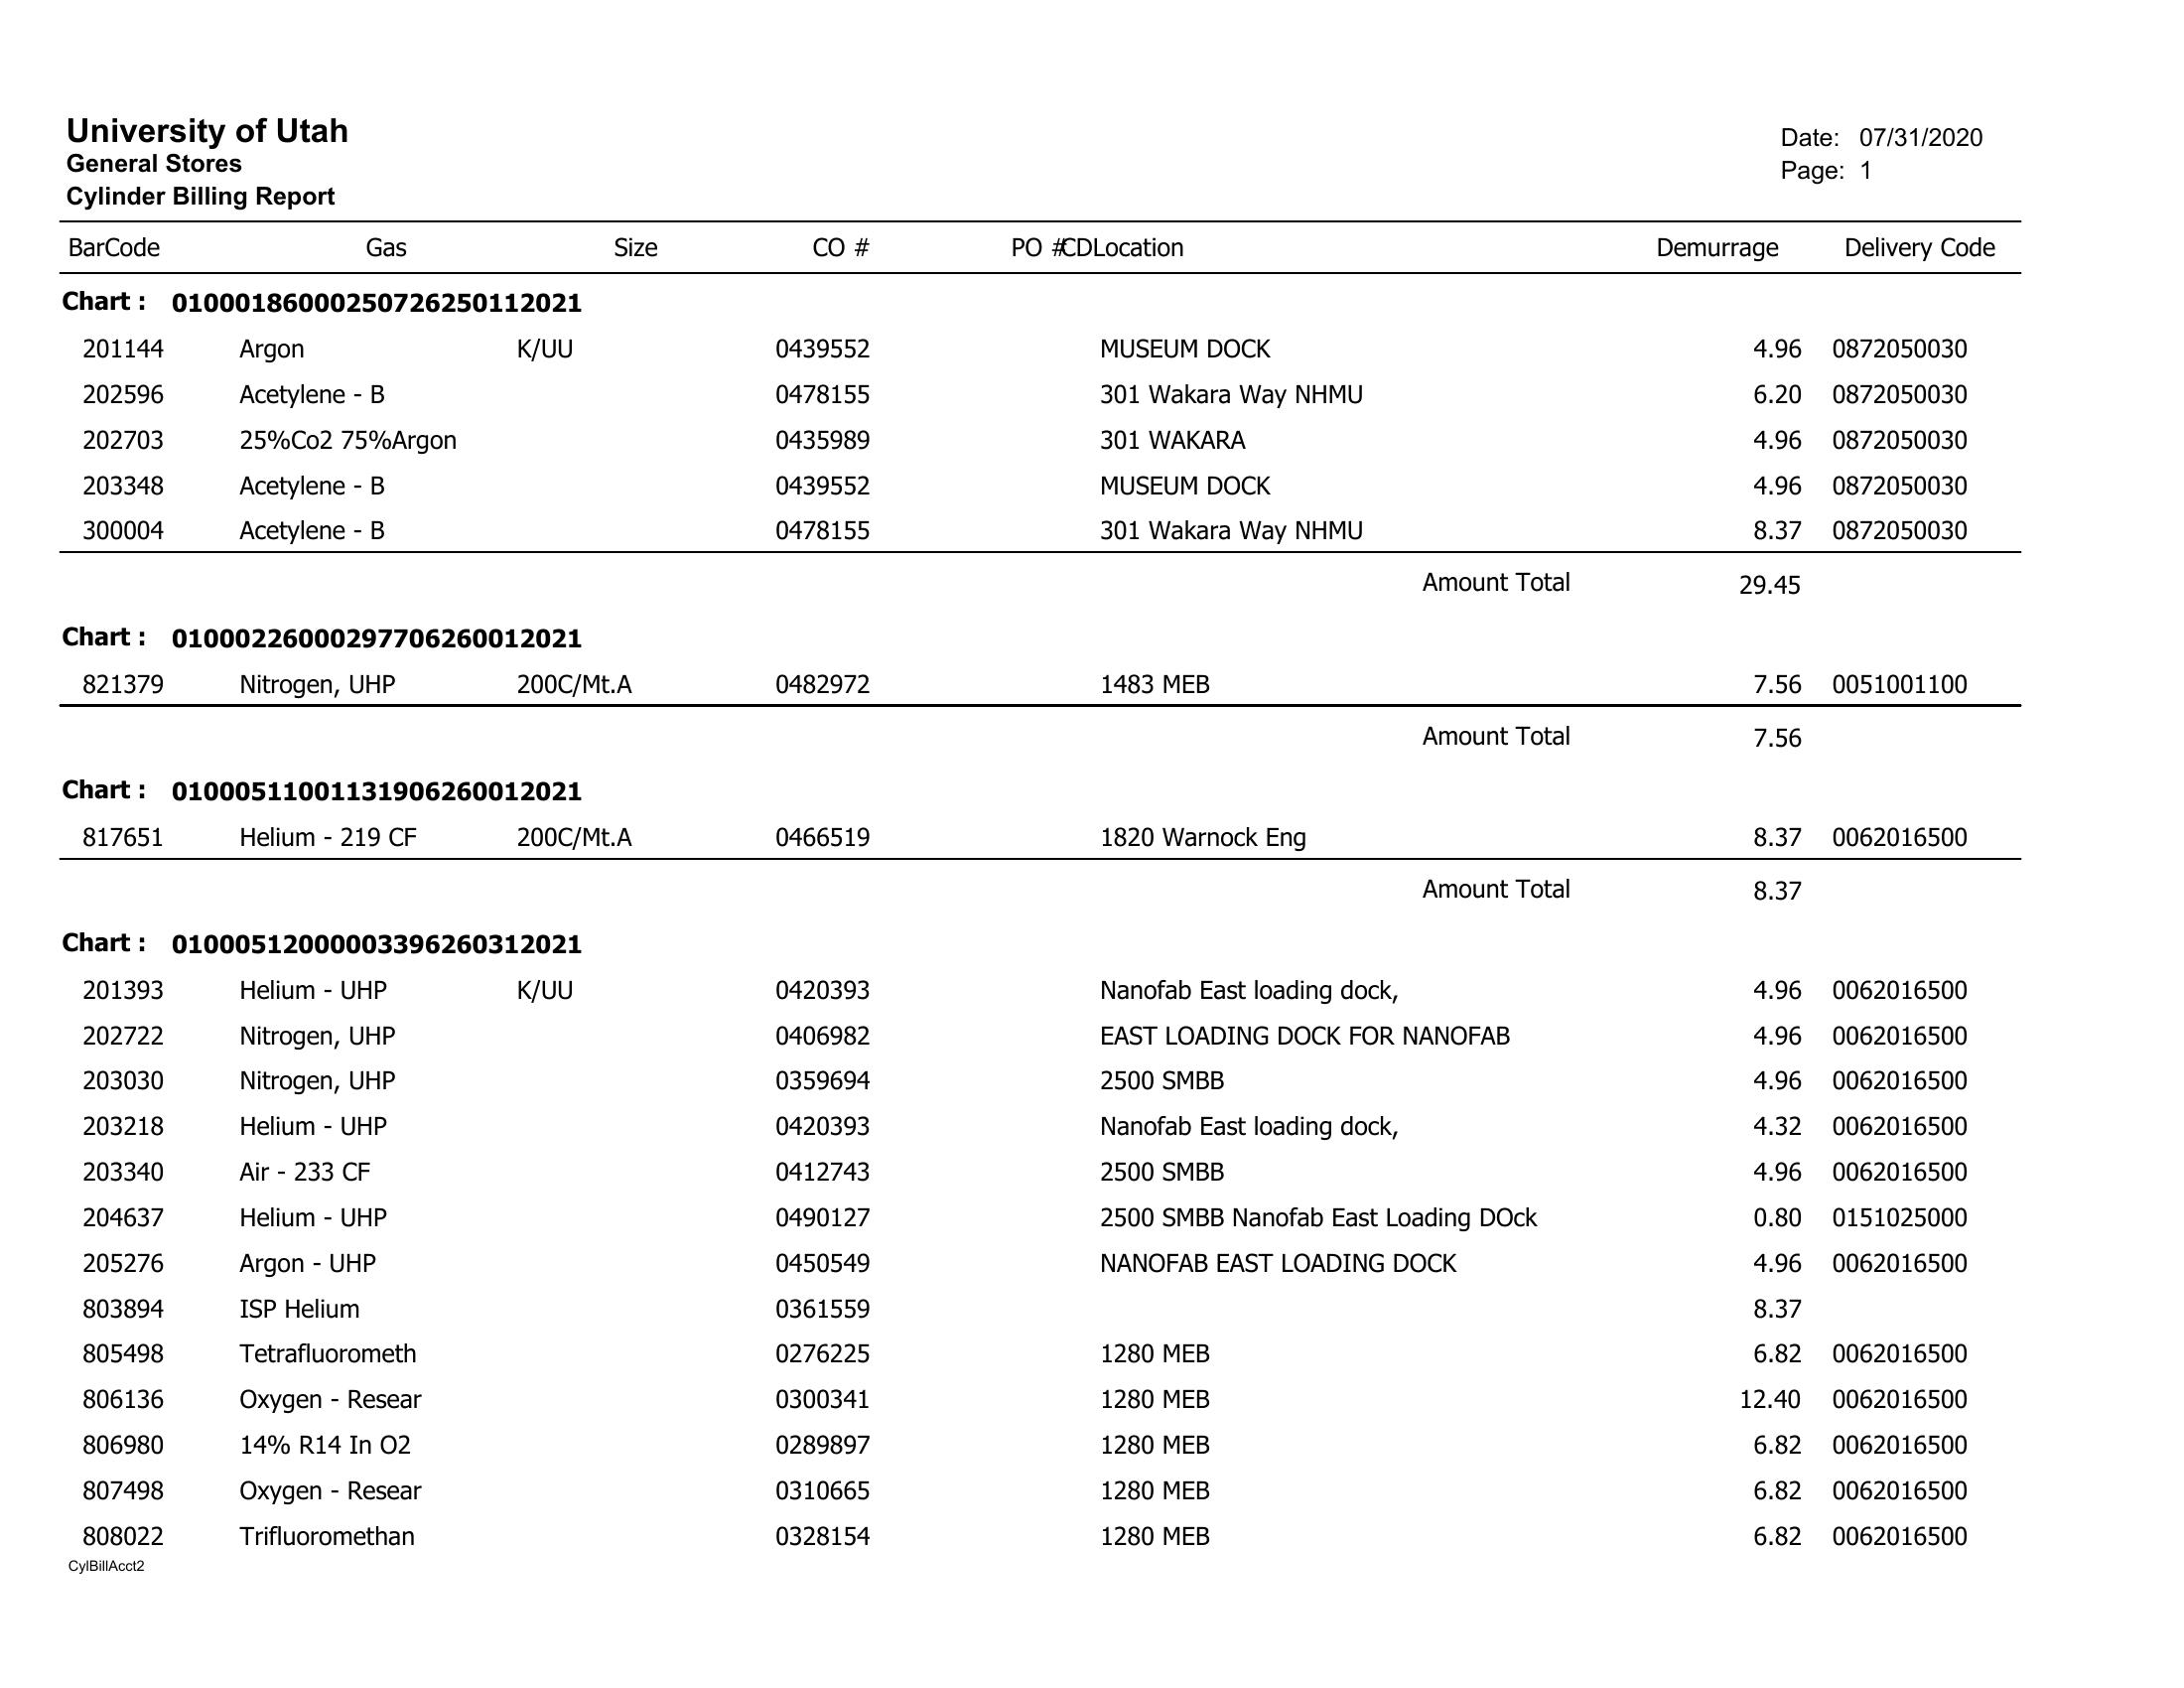 University of Utah
General Stores
Cylinder Billing Report
Date: 07/31/2020
Page: 1
BarCode Gas Size CO # PO # CD Location Demurrage Delivery Code
Chart : 01000186000250726250112021
201144 Argon K/UU 0439552 MUSEUM DOCK 4.96 0872050030
202596 Acetylene - B 0478155 301 Wakara Way NHMU 6.20 0872050030
202703 25%Co2 75%Argon 0435989 301 WAKARA 4.96 0872050030
203348 Acetylene - B 0439552 MUSEUM DOCK 4.96 0872050030
300004 Acetylene - B 0478155 301 Wakara Way NHMU 8.37 0872050030
Amount Total 29.45
Chart : 01000226000297706260012021
821379 Nitrogen, UHP 200C/Mt.A 0482972 1483 MEB 7.56 0051001100
Amount Total 7.56
Chart : 01000511001131906260012021
817651 Helium - 219 CF 200C/Mt.A 0466519 1820 Warnock Eng 8.37 0062016500
Amount Total 8.37
Chart : 01000512000003396260312021
201393 Helium - UHP K/UU 0420393 Nanofab East loading dock, 4.96 0062016500
202722 Nitrogen, UHP 0406982 EAST LOADING DOCK FOR NANOFAB 4.96 0062016500
203030 Nitrogen, UHP 0359694 2500 SMBB 4.96 0062016500
203218 Helium - UHP 0420393 Nanofab East loading dock, 4.32 0062016500
203340 Air - 233 CF 0412743 2500 SMBB 4.96 0062016500
204637 Helium - UHP 0490127 2500 SMBB Nanofab East Loading DOck 0.80 0151025000
205276 Argon - UHP 0450549 NANOFAB EAST LOADING DOCK 4.96 0062016500
803894 ISP Helium 0361559 8.37
805498 Tetrafluorometh 0276225 1280 MEB 6.82 0062016500
806136 Oxygen - Resear 0300341 1280 MEB 12.40 0062016500
806980 14% R14 In O2 0289897 1280 MEB 6.82 0062016500
807498 Oxygen - Resear 0310665 1280 MEB 6.82 0062016500
808022 Trifluoromethan 0328154 1280 MEB 6.82 0062016500
CylBillAcct2